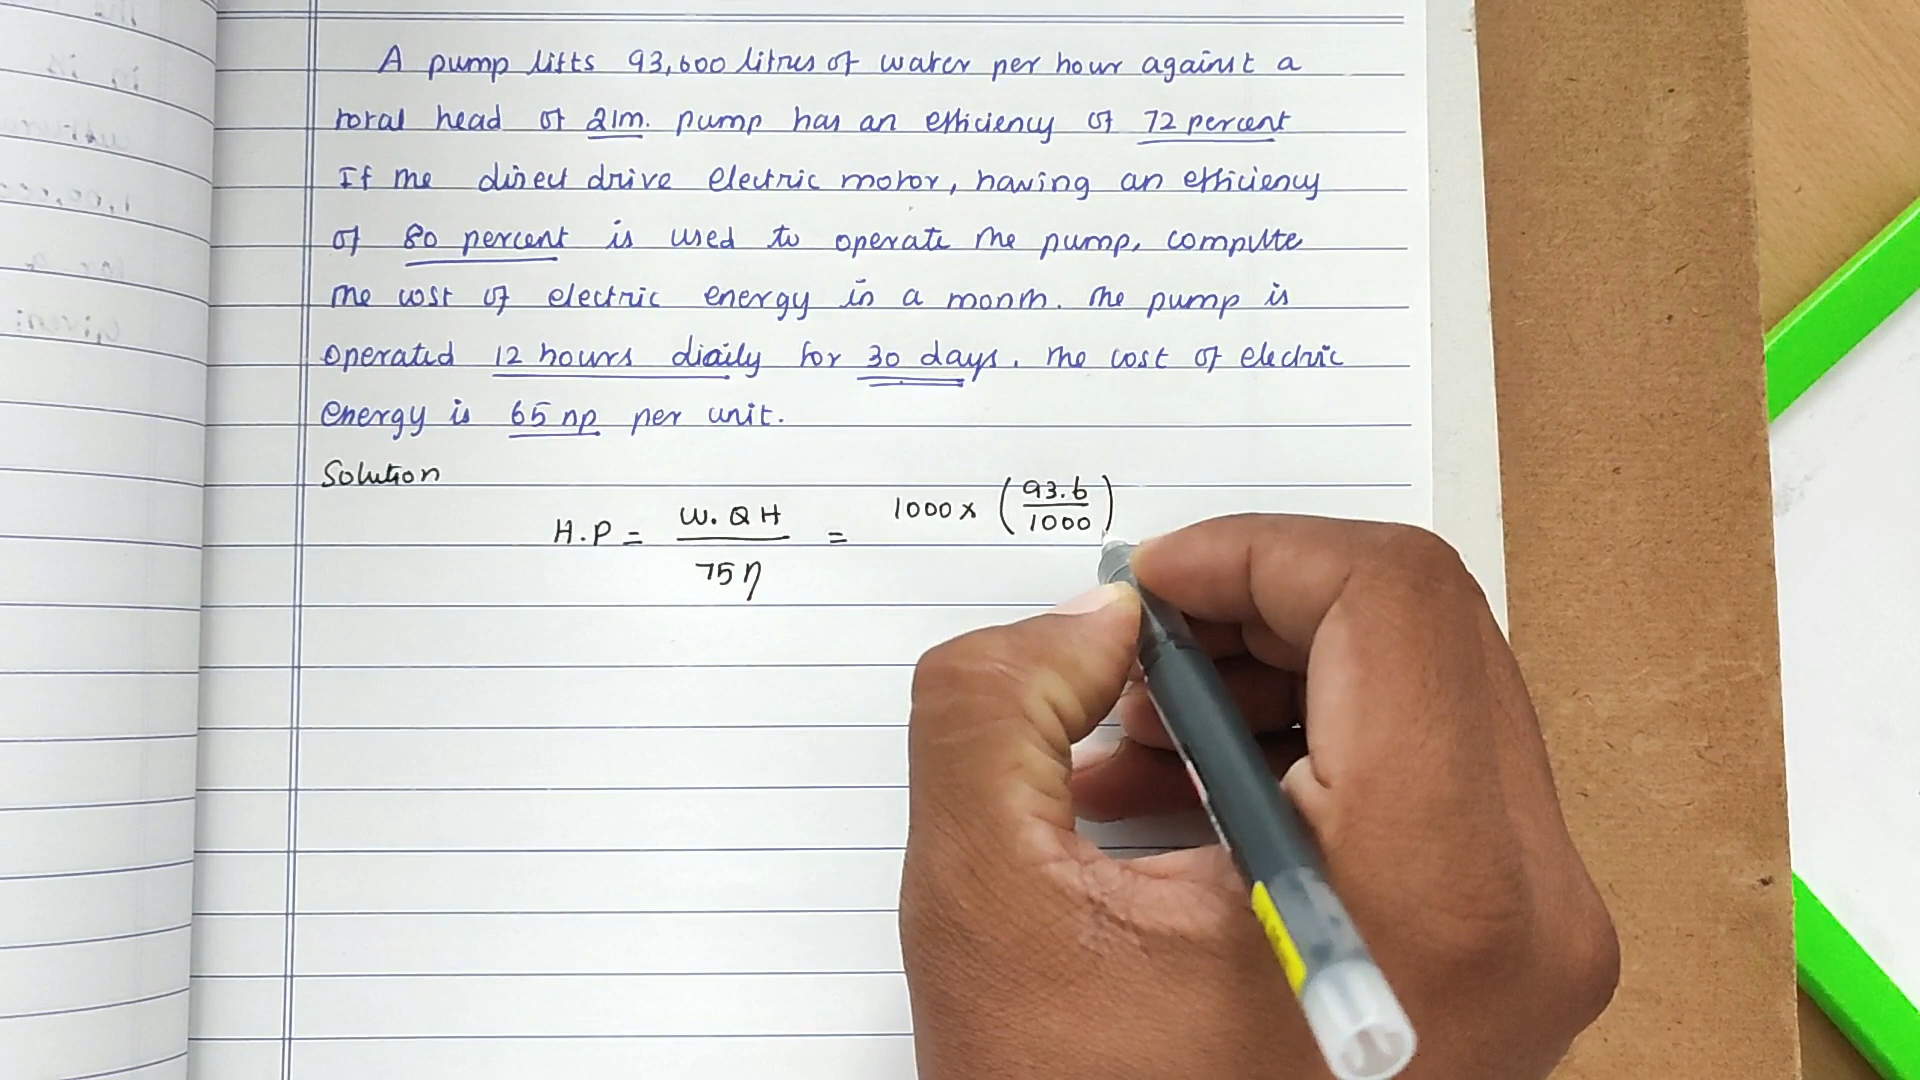 A pump lifts 93,600 litres of water per hour against a
total head of 21m. pump has an efficiency of 72 percent
If the direct drive electric motor, having an efficiency
of 80 percent is used to operate the pump, compute
the cost of electric energy in a month. The pump is
operated 12 hours diaily for 30 days. The cost of electric
energy is 65 np per unit.
Solution
H.P = W.QH / 75η = 1000 x (93.6 / 1000)